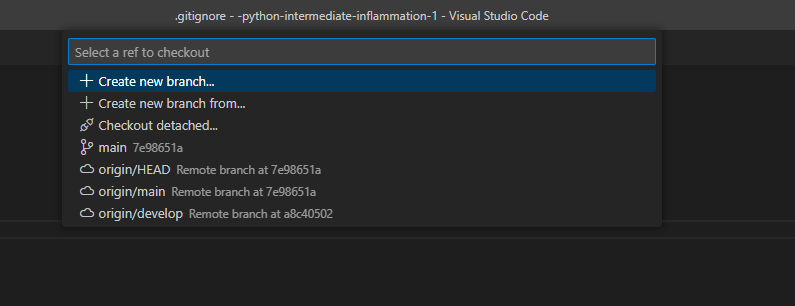 .gitignore - -python-intermediate-inflammation-1 - Visual Studio Code
Select a ref to checkout
Create new branch...
Create new branch from...
Checkout detached...
main 7e98651a
origin/HEAD Remote branch at 7e98651a
origin/main Remote branch at 7e98651a
origin/develop Remote branch at a8c40502